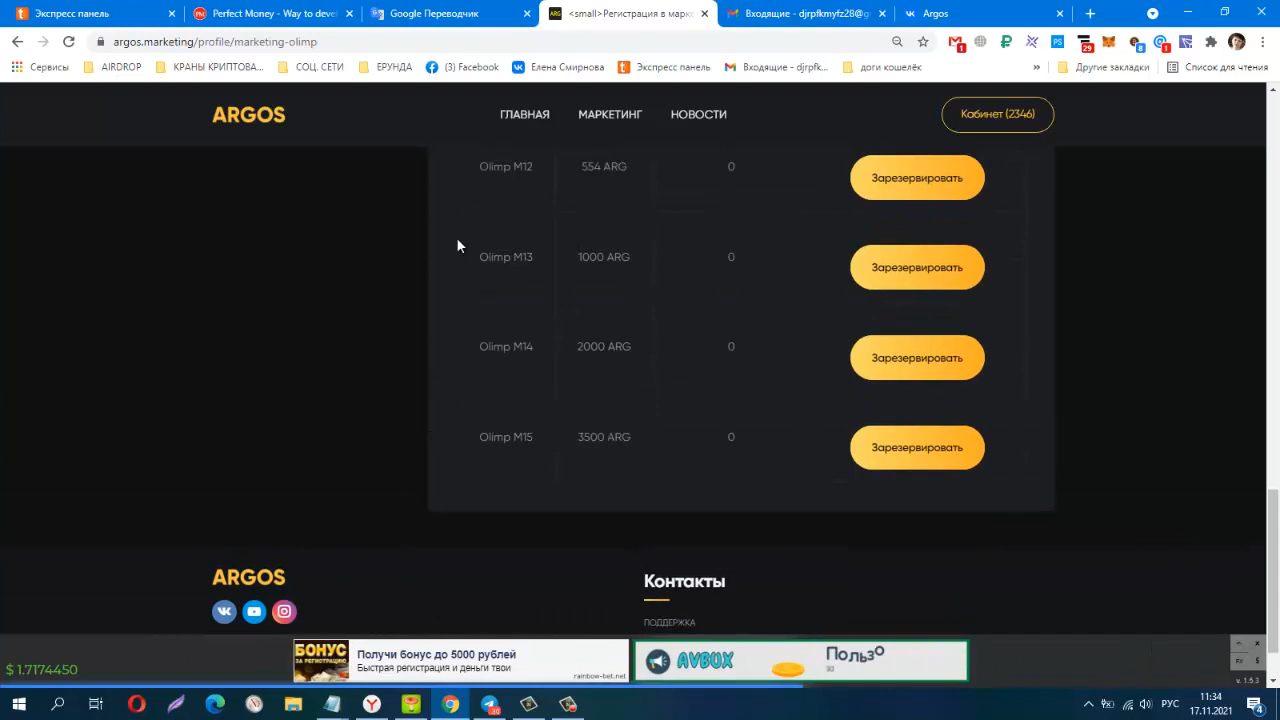 Экспресс панель
Perfect Money - Way to devel
Google Переводчик
<small>Регистрация в марк
Входящие - djrpfkmyfz28@g
Argos
argos.marketing/profile/marketing-olimp
Сервисы
AIRDROP
КРАНЫ КРИПТОВА...
СОЦ. СЕТИ
ЕРУНДА
(3) Facebook
Елена Смирнова
Экспресс панель
Входящие - djrpfk...
доги кошелёк
»
Другие закладки
Список для чтения
ARGOS
ГЛАВНАЯ
МАРКЕТИНГ
НОВОСТИ
Кабинет (2346)
Olimp M12 554 ARG 0 Зарезервировать
Olimp M13 1000 ARG 0 Зарезервировать
Olimp M14 2000 ARG 0 Зарезервировать
Olimp M15 3500 ARG 0 Зарезервировать
ARGOS
Контакты
ПОДДЕРЖКА
$ 1.7174450
БОНУС
ЗА РЕГИСТРАЦИЮ
Получи бонус до 5000 рублей
Быстрая регистрация и деньги твои
rainbow-bet.net
AVBUX
ПользО
v. 1.5.3
РУС
11:34
17.11.2021